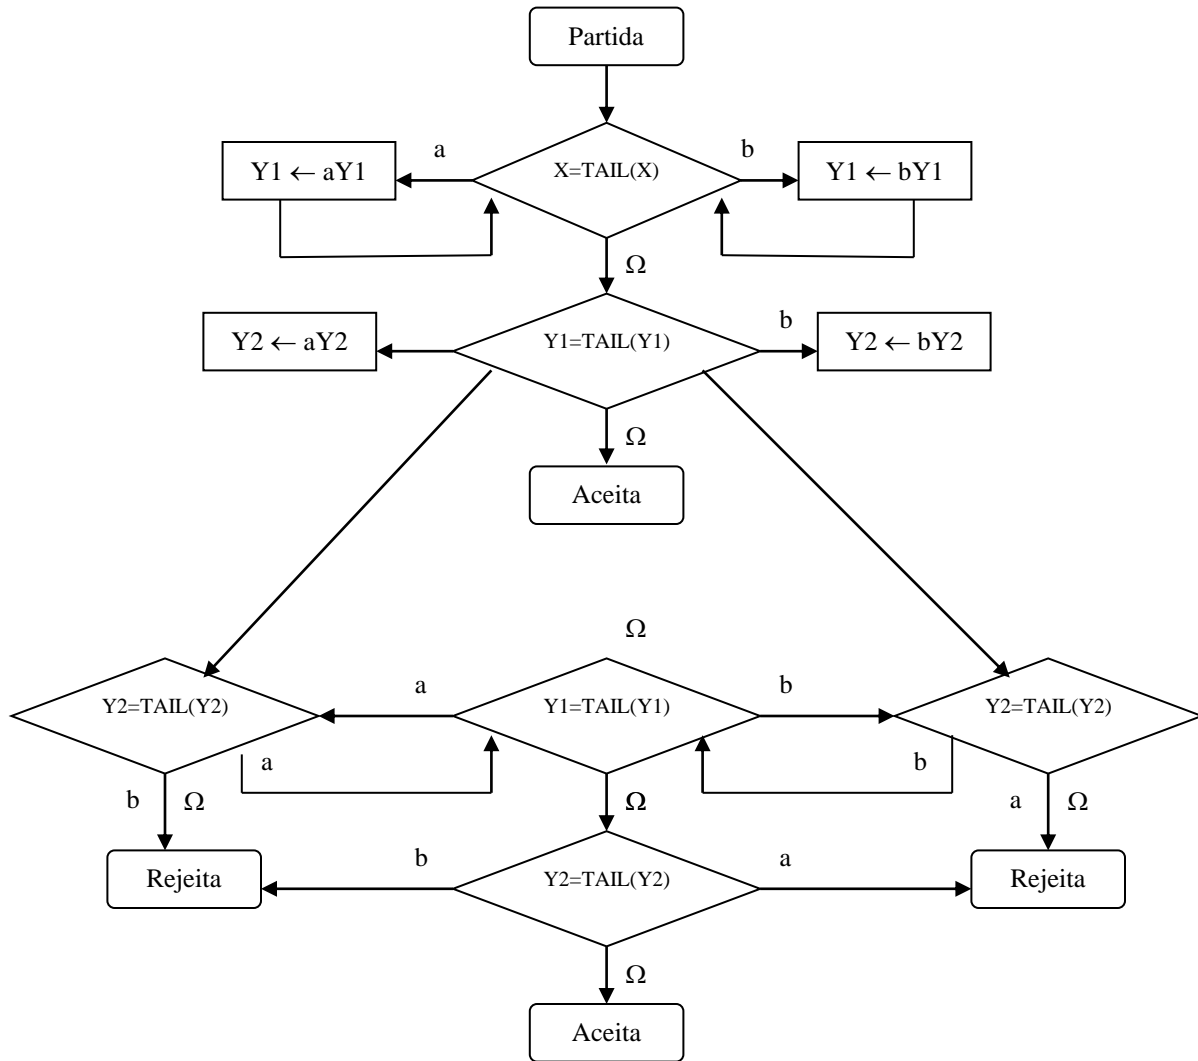 Partida
a
b
Y1 ← aY1
X=TAIL(X)
Y1 ← bY1
Ω
b
Y2 ← aY2
Y1=TAIL(Y1)
Y2 ← bY2
Ω
Aceita
Ω
a
b
Y2=TAIL(Y2)
Y1=TAIL(Y1)
Y2=TAIL(Y2)
a
b
b
Ω
Ω
a
Ω
b
a
Rejeita
Y2=TAIL(Y2)
Rejeita
Ω
Aceita